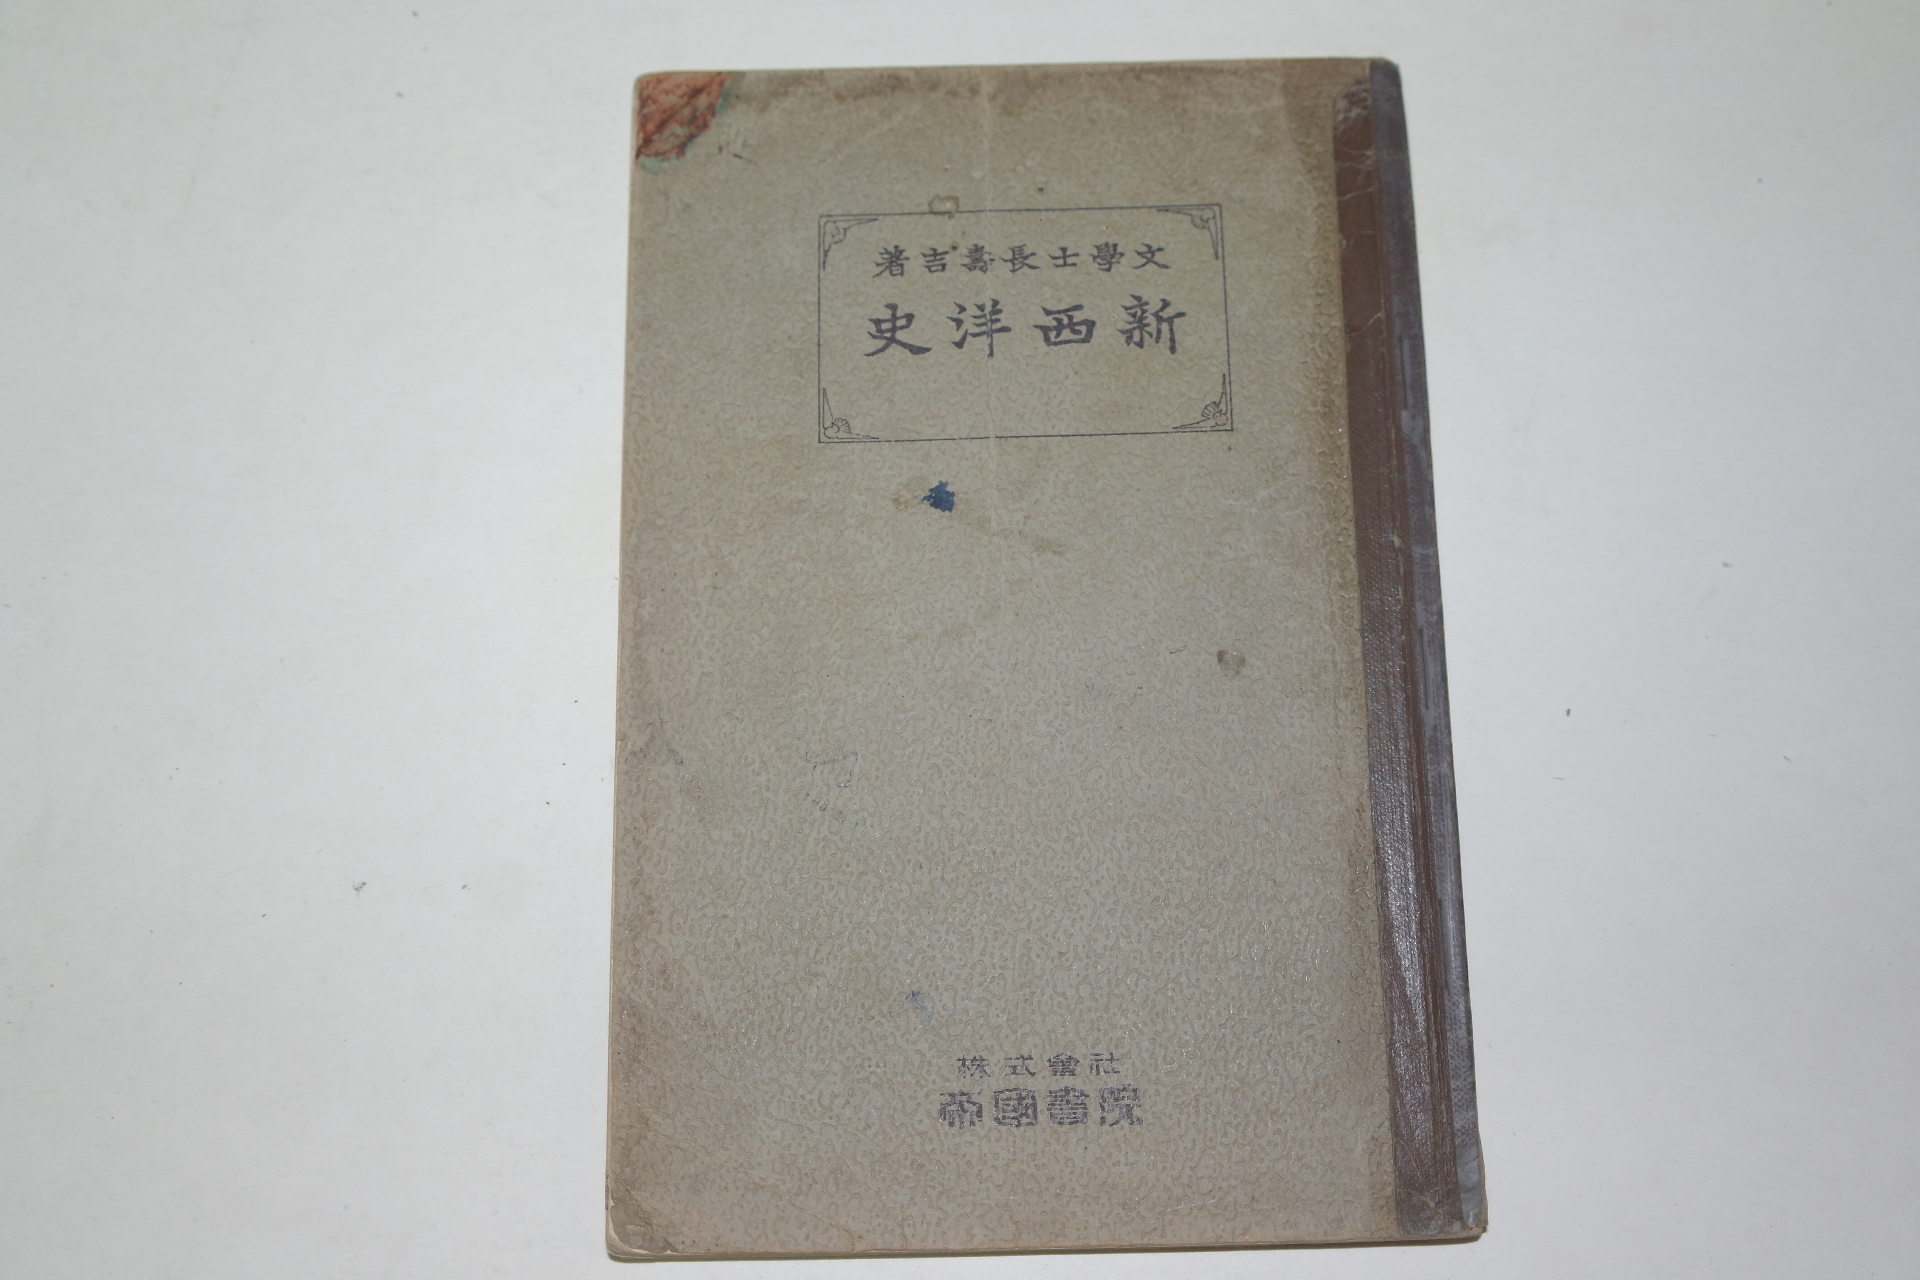 文學士長壽吉著
新西洋史
株式會社
帝國書院